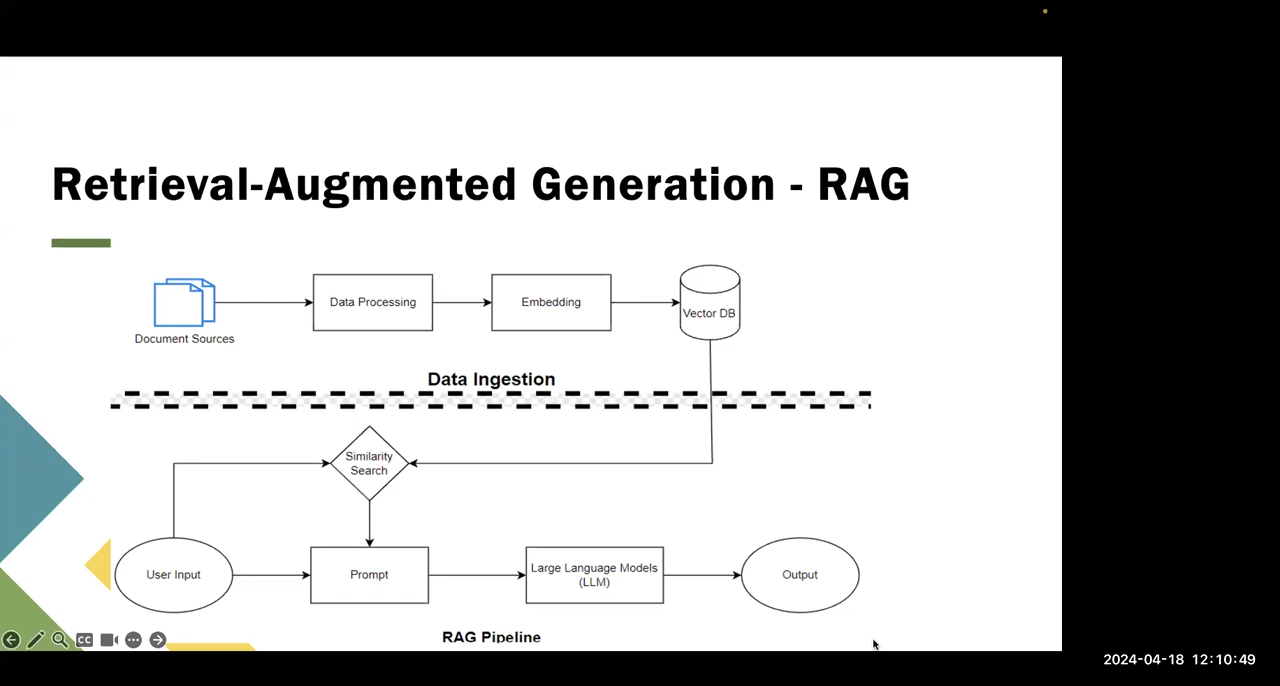 Retrieval-Augmented Generation - RAG
Document Sources
Data Processing
Embedding
Vector DB
Data Ingestion
Similarity
Search
User Input
Prompt
Large Language Models
(LLM)
Output
RAG Pipeline
CC
2024-04-18 12:10:49